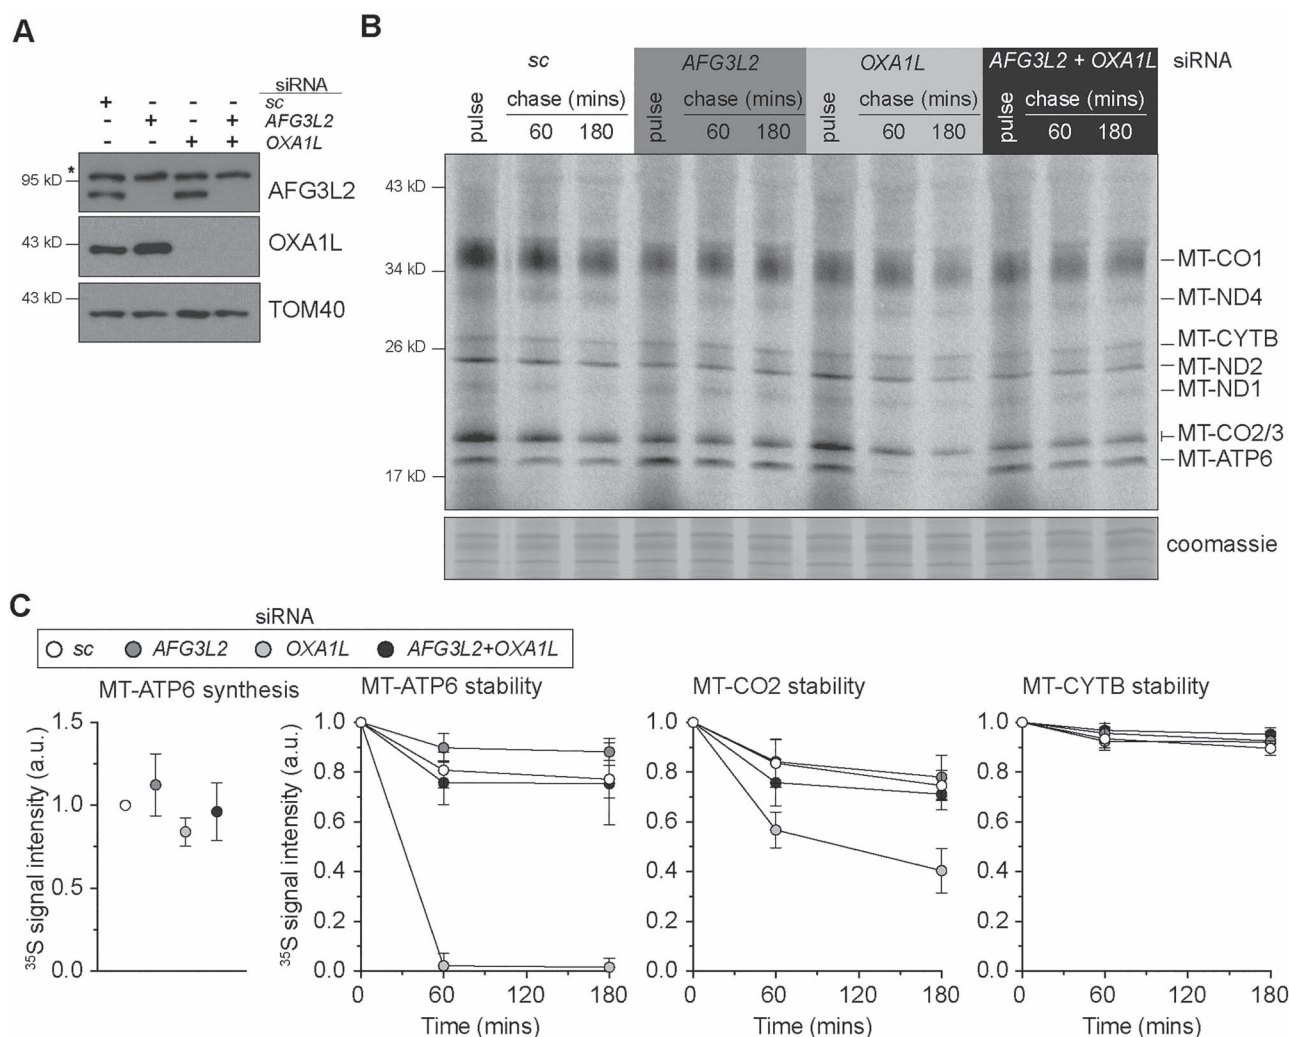 A
siRNA
+ - - - sc
- + - + AFG3L2
- - + + OXA1L
*
95 kD
AFG3L2
43 kD
OXA1L
43 kD
TOM40
B
sc AFG3L2 OXA1L AFG3L2 + OXA1L siRNA
pulse chase (mins) pulse chase (mins) pulse chase (mins) pulse chase (mins)
60 180 60 180 60 180 60 180
43 kD
34 kD
26 kD
17 kD
MT-CO1
MT-ND4
MT-CYTB
MT-ND2
MT-ND1
MT-CO2/3
MT-ATP6
coomassie
C
siRNA
sc AFG3L2 OXA1L AFG3L2+OXA1L
MT-ATP6 synthesis
35S signal intensity (a.u.)
1.5
1.0
0.5
0.0
MT-ATP6 stability
35S signal intensity (a.u.)
1.0
0.8
0.6
0.4
0.2
0.0
0 60 120 180
Time (mins)
MT-CO2 stability
1.0
0.8
0.6
0.4
0.2
0.0
0 60 120 180
Time (mins)
MT-CYTB stability
1.0
0.8
0.6
0.4
0.2
0.0
0 60 120 180
Time (mins)